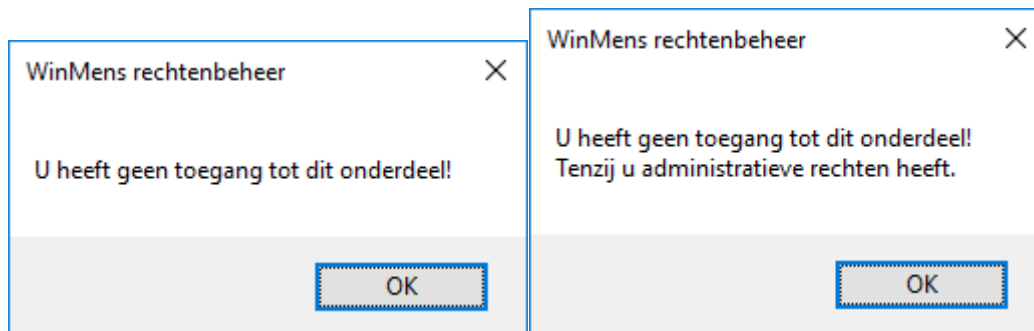 WinMens rechtenbeheer
U heeft geen toegang tot dit onderdeel!
OK
WinMens rechtenbeheer
U heeft geen toegang tot dit onderdeel!
Tenzij u administratieve rechten heeft.
OK